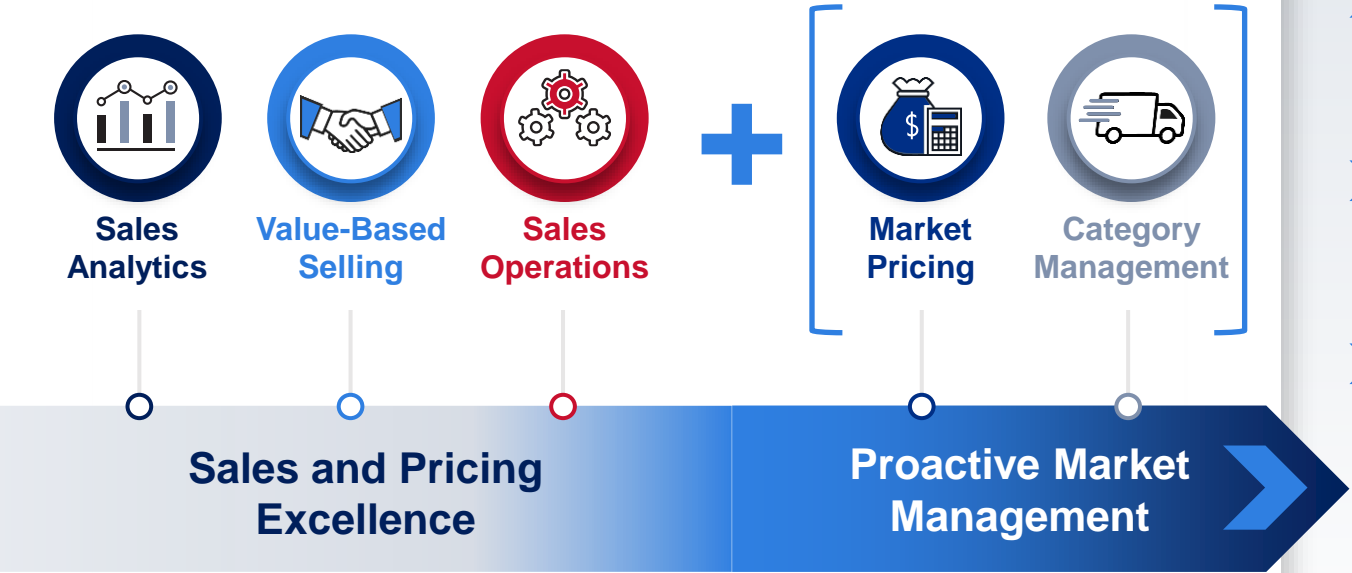 $
Sales
Analytics
Value-Based
Selling
Sales
Operations
Market
Pricing
Category
Management
Sales and Pricing
Excellence
Proactive Market
Management